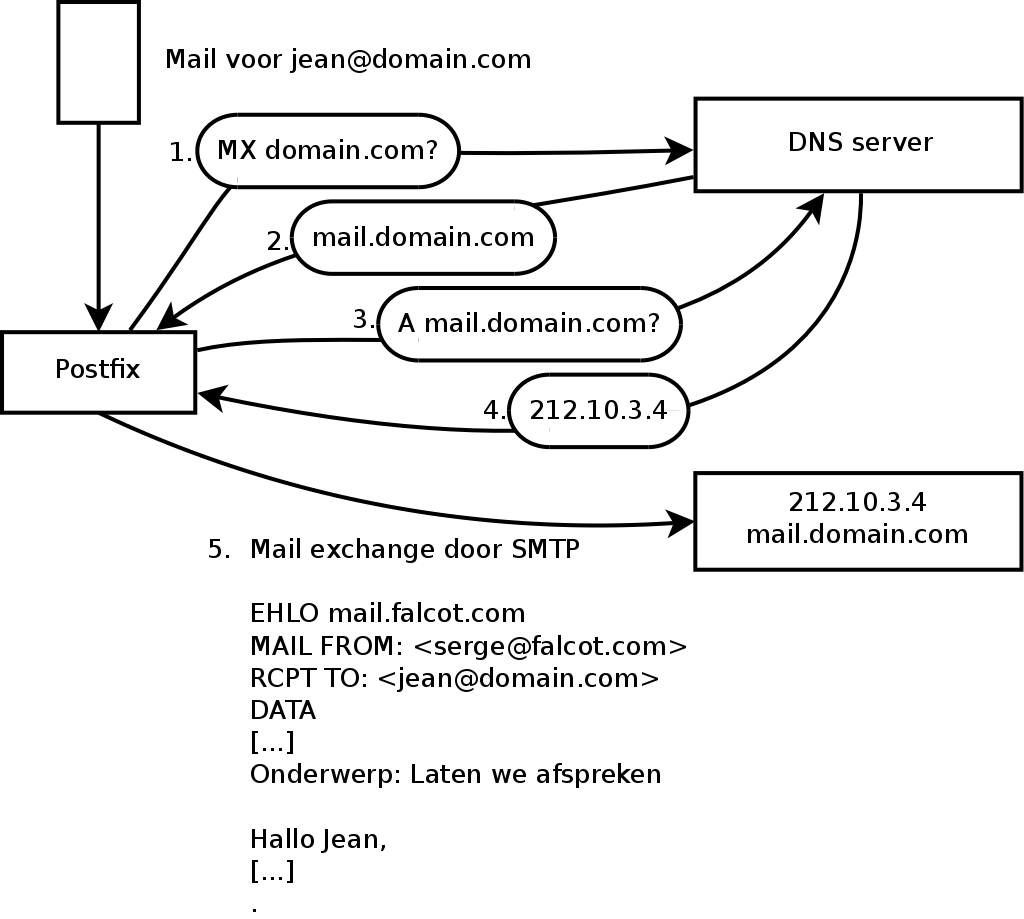 Mail voor jean@domain.com
1. MX domain.com?
DNS server
2. mail.domain.com
3. A mail.domain.com?
Postfix
4. 212.10.3.4
212.10.3.4
mail.domain.com
5. Mail exchange door SMTP
EHLO mail.falcot.com
MAIL FROM: <serge@falcot.com>
RCPT TO: <jean@domain.com>
DATA
[...]
Onderwerp: Laten we afspreken
Hallo Jean,
[...]
.